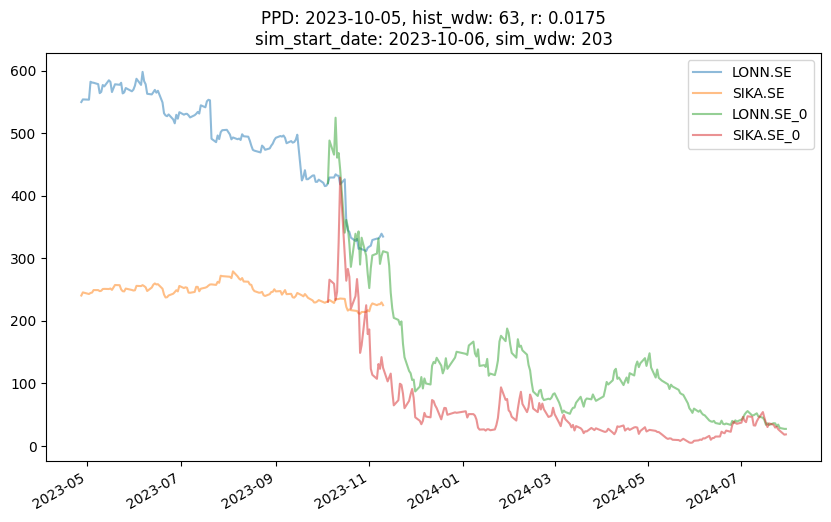 PPD: 2023-10-05, hist_wdw: 63, r: 0.0175
sim_start_date: 2023-10-06, sim_wdw: 203
LONN.SE
SIKA.SE
LONN.SE_0
SIKA.SE_0
600
500
400
300
200
100
0
2023-05
2023-07
2023-09
2023-11
2024-01
2024-03
2024-05
2024-07